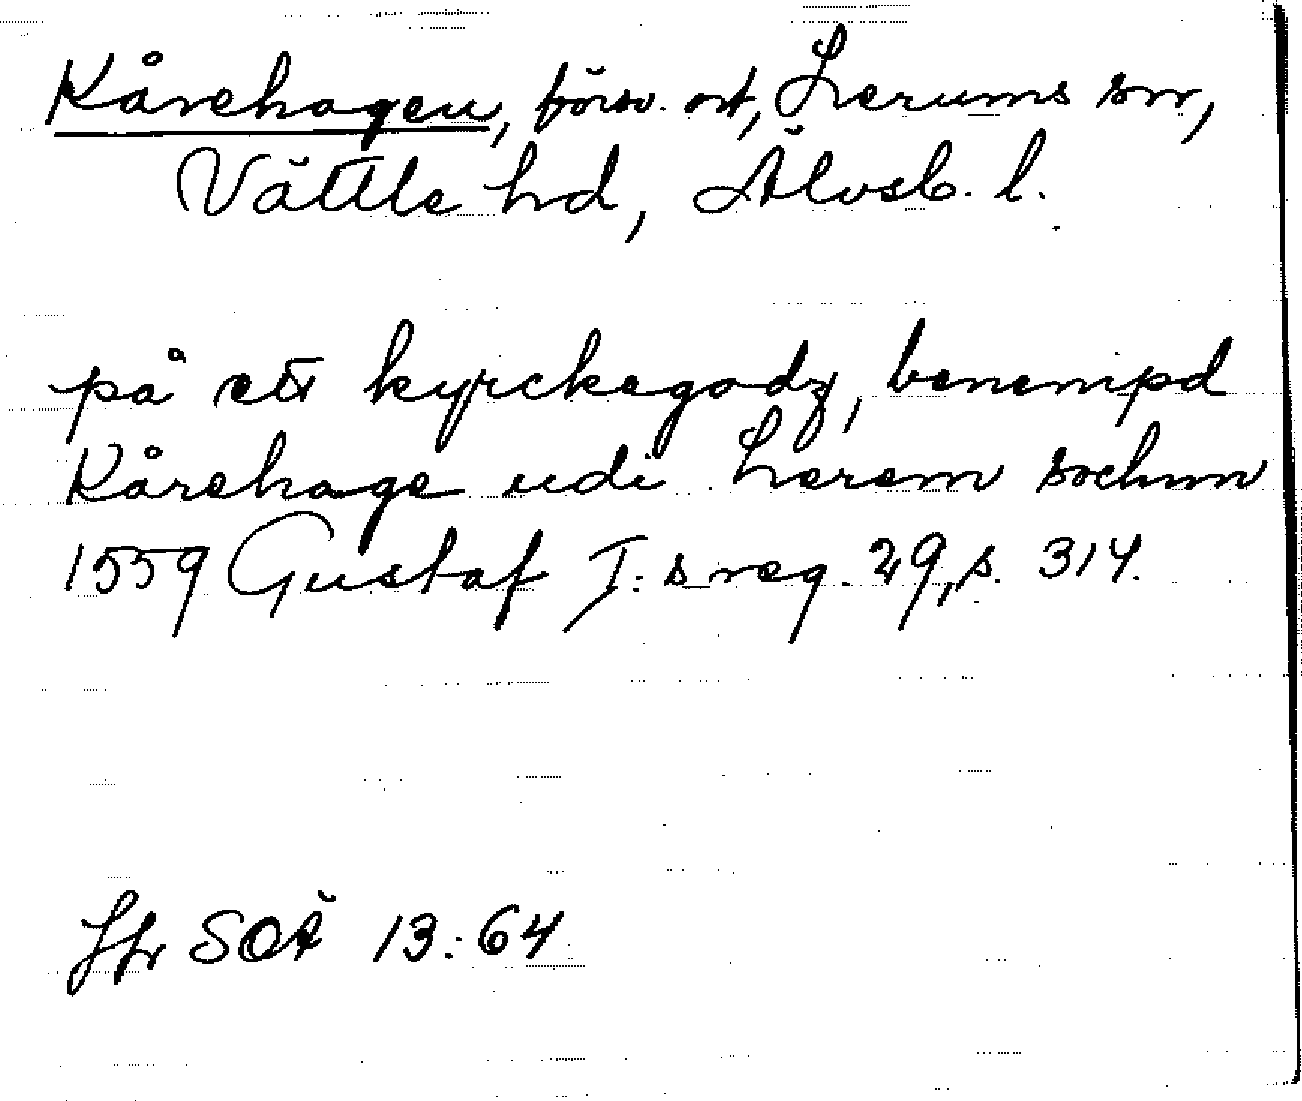 Kårehagen, försv. ort, Lerums sn,
Vättle hd, Älvsb. l.
på ett kyrckegodz, benempd
Kårehage udi Lerem sochnn
1559 Gustaf I:s reg. 29, s. 314.
Jfr SOÄ 13:64